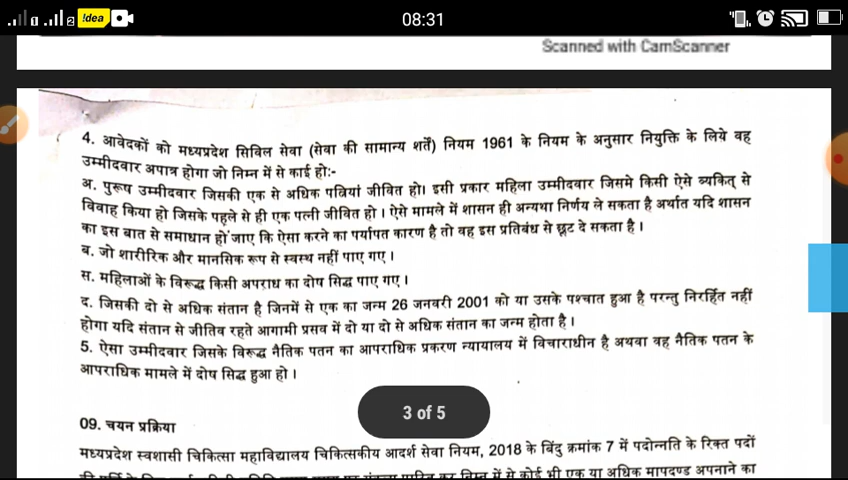 !dea
08:31
Scanned with CamScanner
4. आवेदकों को मध्यप्रदेश सिविल सेवा (सेवा की सामान्य शर्ते) नियम 1961 के नियम के अनुसार नियुक्ति के लिये वह
उम्मीदवार अपात्र होगा जो निम्न में से काई हो:-
अ. पुरूष उम्मीदवार जिसकी एक से अधिक पत्नियां जीवित हो। इसी प्रकार महिला उम्मीदवार जिसमे किसी ऐसे व्यकित् से
विवाह किया हो जिसके पहले से ही एक पत्नी जीवित हो । ऐसे मामले में शासन ही अन्यथा निर्णय ले सकता है अर्थात यदि शासन
का इस बात से समाधान हो जाए कि ऐसा करने का पर्यापत कारण है तो वह इस प्रतिबंध से छूट दे सकता है ।
ब. जो शारीरिक और मानसिक रूप से स्वस्थ नहीं पाए गए ।
स. महिलाओं के विरूद्ध किसी अपराध का दोष सिद्ध पाए गए ।
द. जिसकी दो से अधिक संतान है जिनमें से एक का जन्म 26 जनवरी 2001 को या उसके पश्चात हुआ है परन्तु निरर्हित नहीं
होगा यदि संतान से जीतिव रहते आगामी प्रसव में दो या दो से अधिक संतान का जन्म होता है ।
5. ऐसा उम्मीदवार जिसके विरूद्ध नैतिक पतन का आपराधिक प्रकरण न्यायालय में विचाराधीन है अथवा वह नैतिक पतन के
आपराधिक मामले में दोष सिद्ध हुआ हो ।
3 of 5
09. चयन प्रक्रिया
मध्यप्रदेश स्वशासी चिकित्सा महाविद्यालय चिकित्सकीय आदर्श सेवा नियम, 2018 के बिंदु क्रमांक 7 में पदोन्नति के रिक्त पदों
में से कोई भी एक या अधिक मापदण्ड अपनाने का